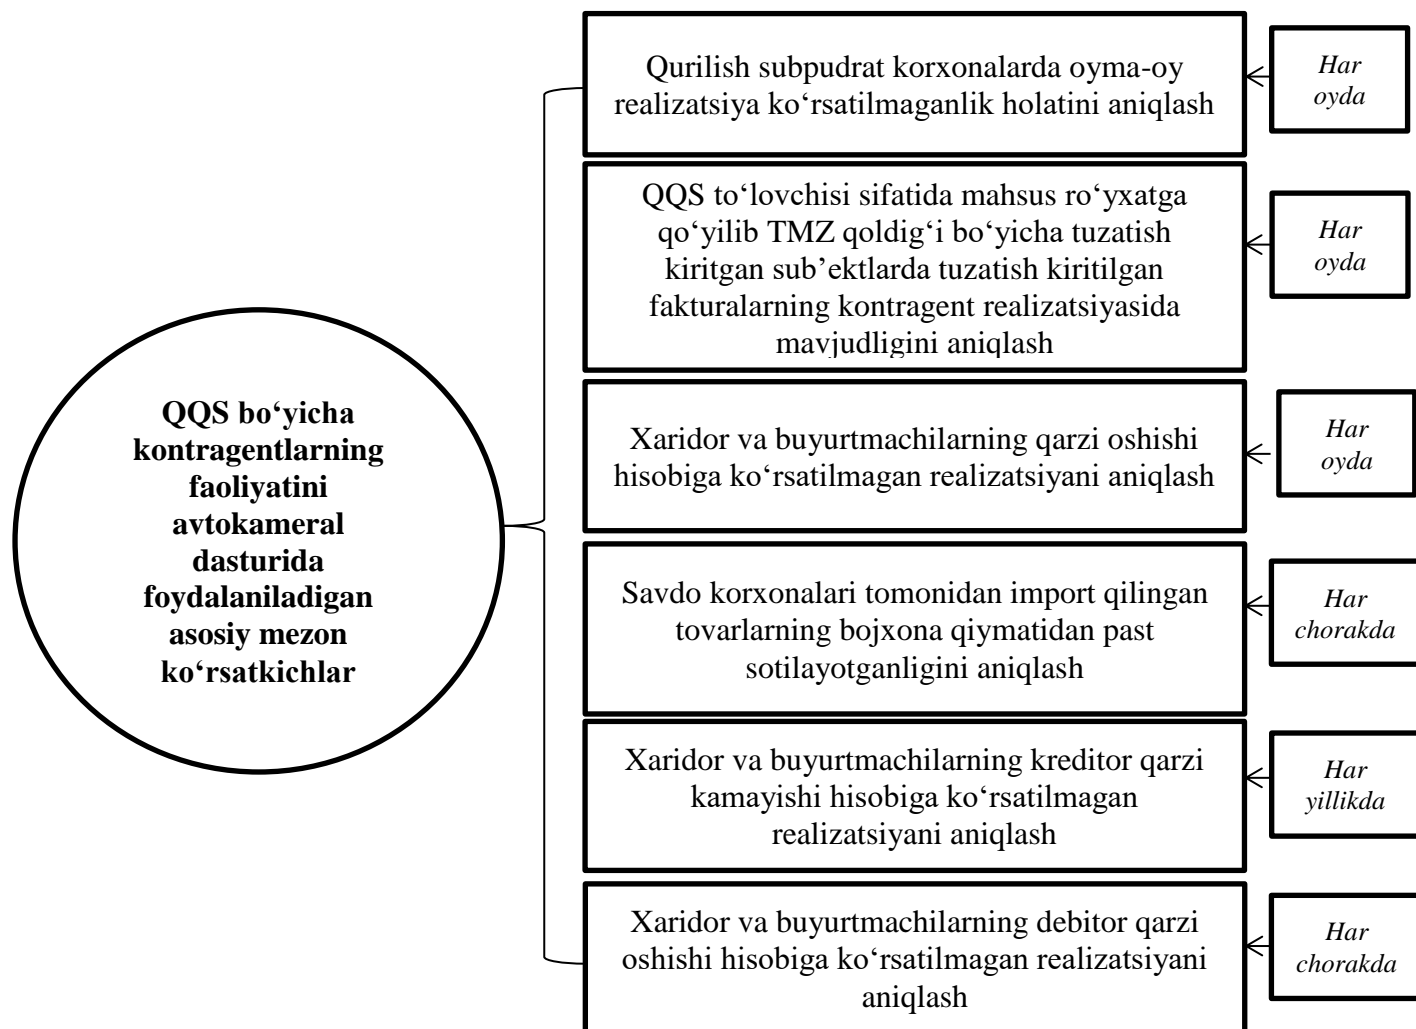 Qurilish subpudrat korxonalarda oyma-oy
realizatsiya ko‘rsatilmaganlik holatini aniqlash
Har
oyda
QQS to‘lovchisi sifatida mahsus ro‘yxatga
qo‘yilib TMZ qoldig‘i bo‘yicha tuzatish
kiritgan sub’ektlarda tuzatish kiritilgan
fakturalarning kontragent realizatsiyasida
mavjudligini aniqlash
Har
oyda
QQS bo‘yicha
kontragentlarning
faoliyatini
avtokameral
dasturida
foydalaniladigan
asosiy mezon
ko‘rsatkichlar
Xaridor va buyurtmachilarning qarzi oshishi
hisobiga ko‘rsatilmagan realizatsiyani aniqlash
Har
oyda
Savdo korxonalari tomonidan import qilingan
tovarlarning bojxona qiymatidan past
sotilayotganligini aniqlash
Har
chorakda
Xaridor va buyurtmachilarning kreditor qarzi
kamayishi hisobiga ko‘rsatilmagan
realizatsiyani aniqlash
Har
yillikda
Xaridor va buyurtmachilarning debitor qarzi
oshishi hisobiga ko‘rsatilmagan realizatsiyani
aniqlash
Har
chorakda